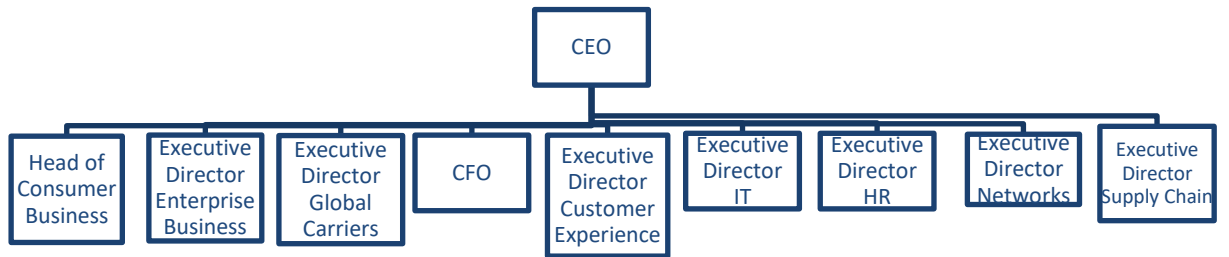 CEO
Head of
Consumer
Business
Executive
Director
Enterprise
Business
Executive
Director
Global
Carriers
CFO
Executive
Director
Customer
Experience
Executive
Director
IT
Executive
Director
HR
Executive
Director
Networks
Executive
Director
Supply Chain